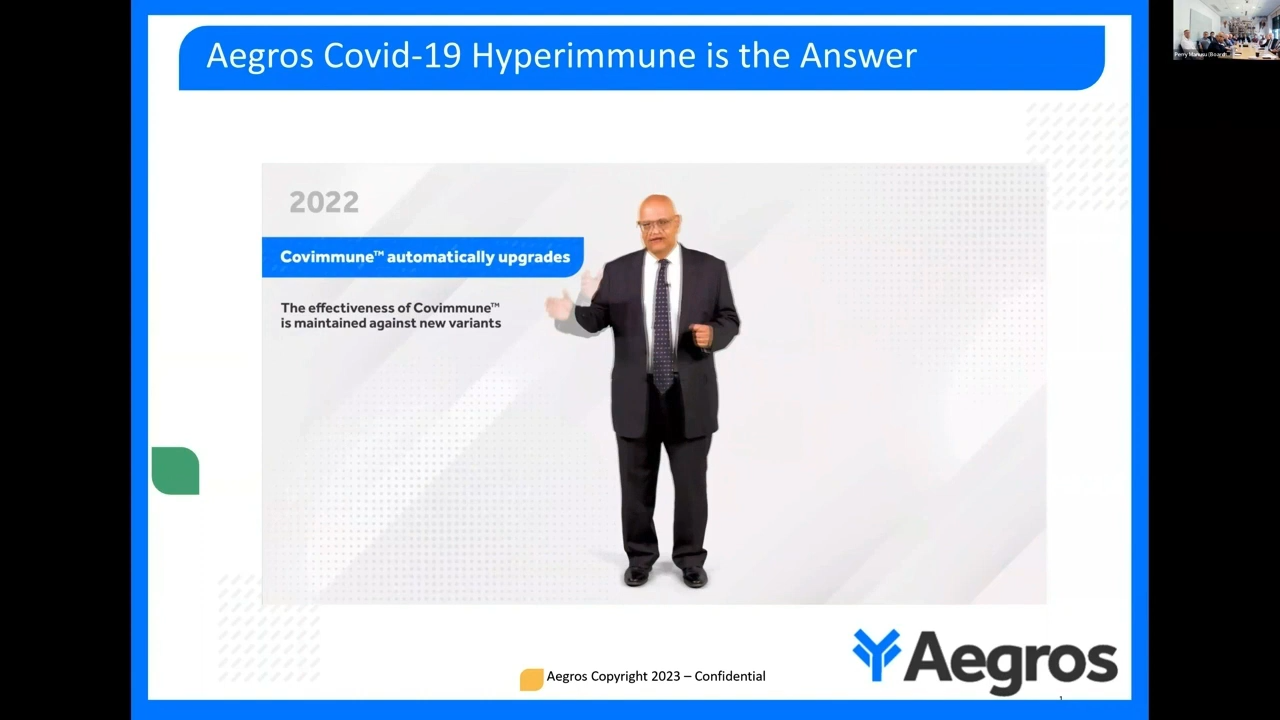 Aegros Covid-19 Hyperimmune is the Answer
2022
Covimmune™ automatically upgrades
The effectiveness of Covimmune™
is maintained against new variants
Aegros Copyright 2023 – Confidential
Aegros
1